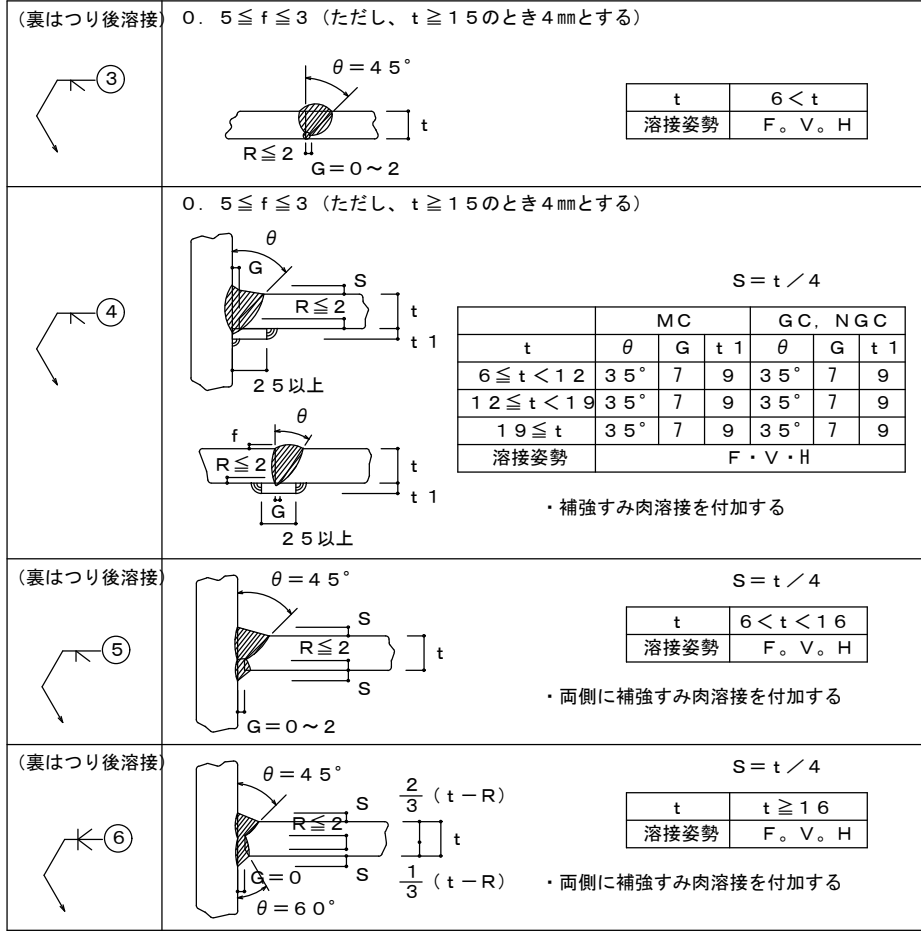 (裏はつり後溶接)
0.5≦f≦3(ただし、t≧15のとき4㎜とする)
③
θ=45°
t
R≦2
G=0~2
t 6<t
溶接姿勢 F。V。H
0.5≦f≦3(ただし、t≧15のとき4㎜とする)
④
θ
G
S
R≦2
t
t1
25以上
θ
f
R≦2
t
t1
G
25以上
S=t/4
MC GC,NGC
t θ G t1 θ G t1
6≦t<12 35° 7 9 35° 7 9
12≦t<19 35° 7 9 35° 7 9
19≦t 35° 7 9 35° 7 9
溶接姿勢 F・V・H
・補強すみ肉溶接を付加する
(裏はつり後溶接)
⑤
θ=45°
S
R≦2
t
S
G=0~2
S=t/4
t 6<t<16
溶接姿勢 F。V。H
・両側に補強すみ肉溶接を付加する
(裏はつり後溶接)
⑥
θ=45°
S
2/3(t-R)
R≦2
t
G=0
S
1/3(t-R)
θ=60°
S=t/4
t t≧16
溶接姿勢 F。V。H
・両側に補強すみ肉溶接を付加する